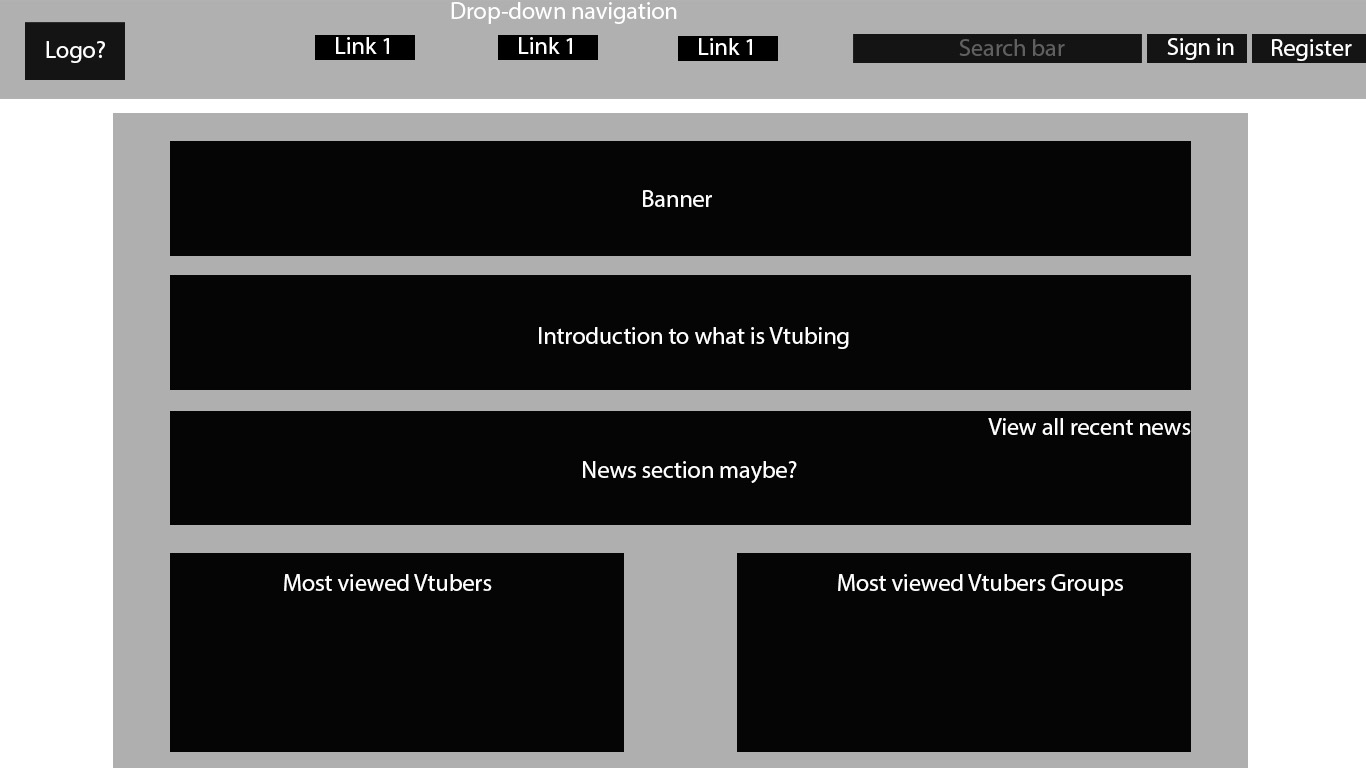 Drop-down navigation
Logo?
Link 1
Link 1
Link 1
Search bar
Sign in
Register
Banner
Introduction to what is Vtubing
View all recent news
News section maybe?
Most viewed Vtubers
Most viewed Vtubers Groups